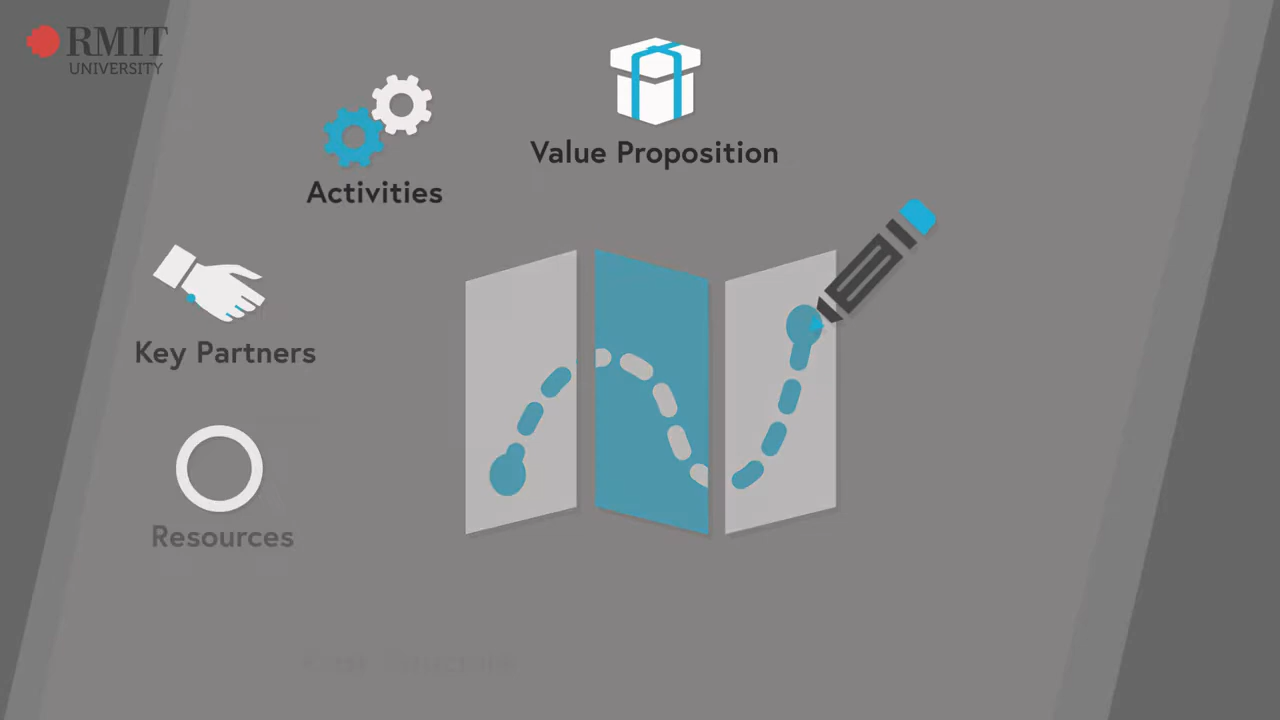 RMIT
UNIVERSITY
Value Proposition
Activities
Key Partners
Resources